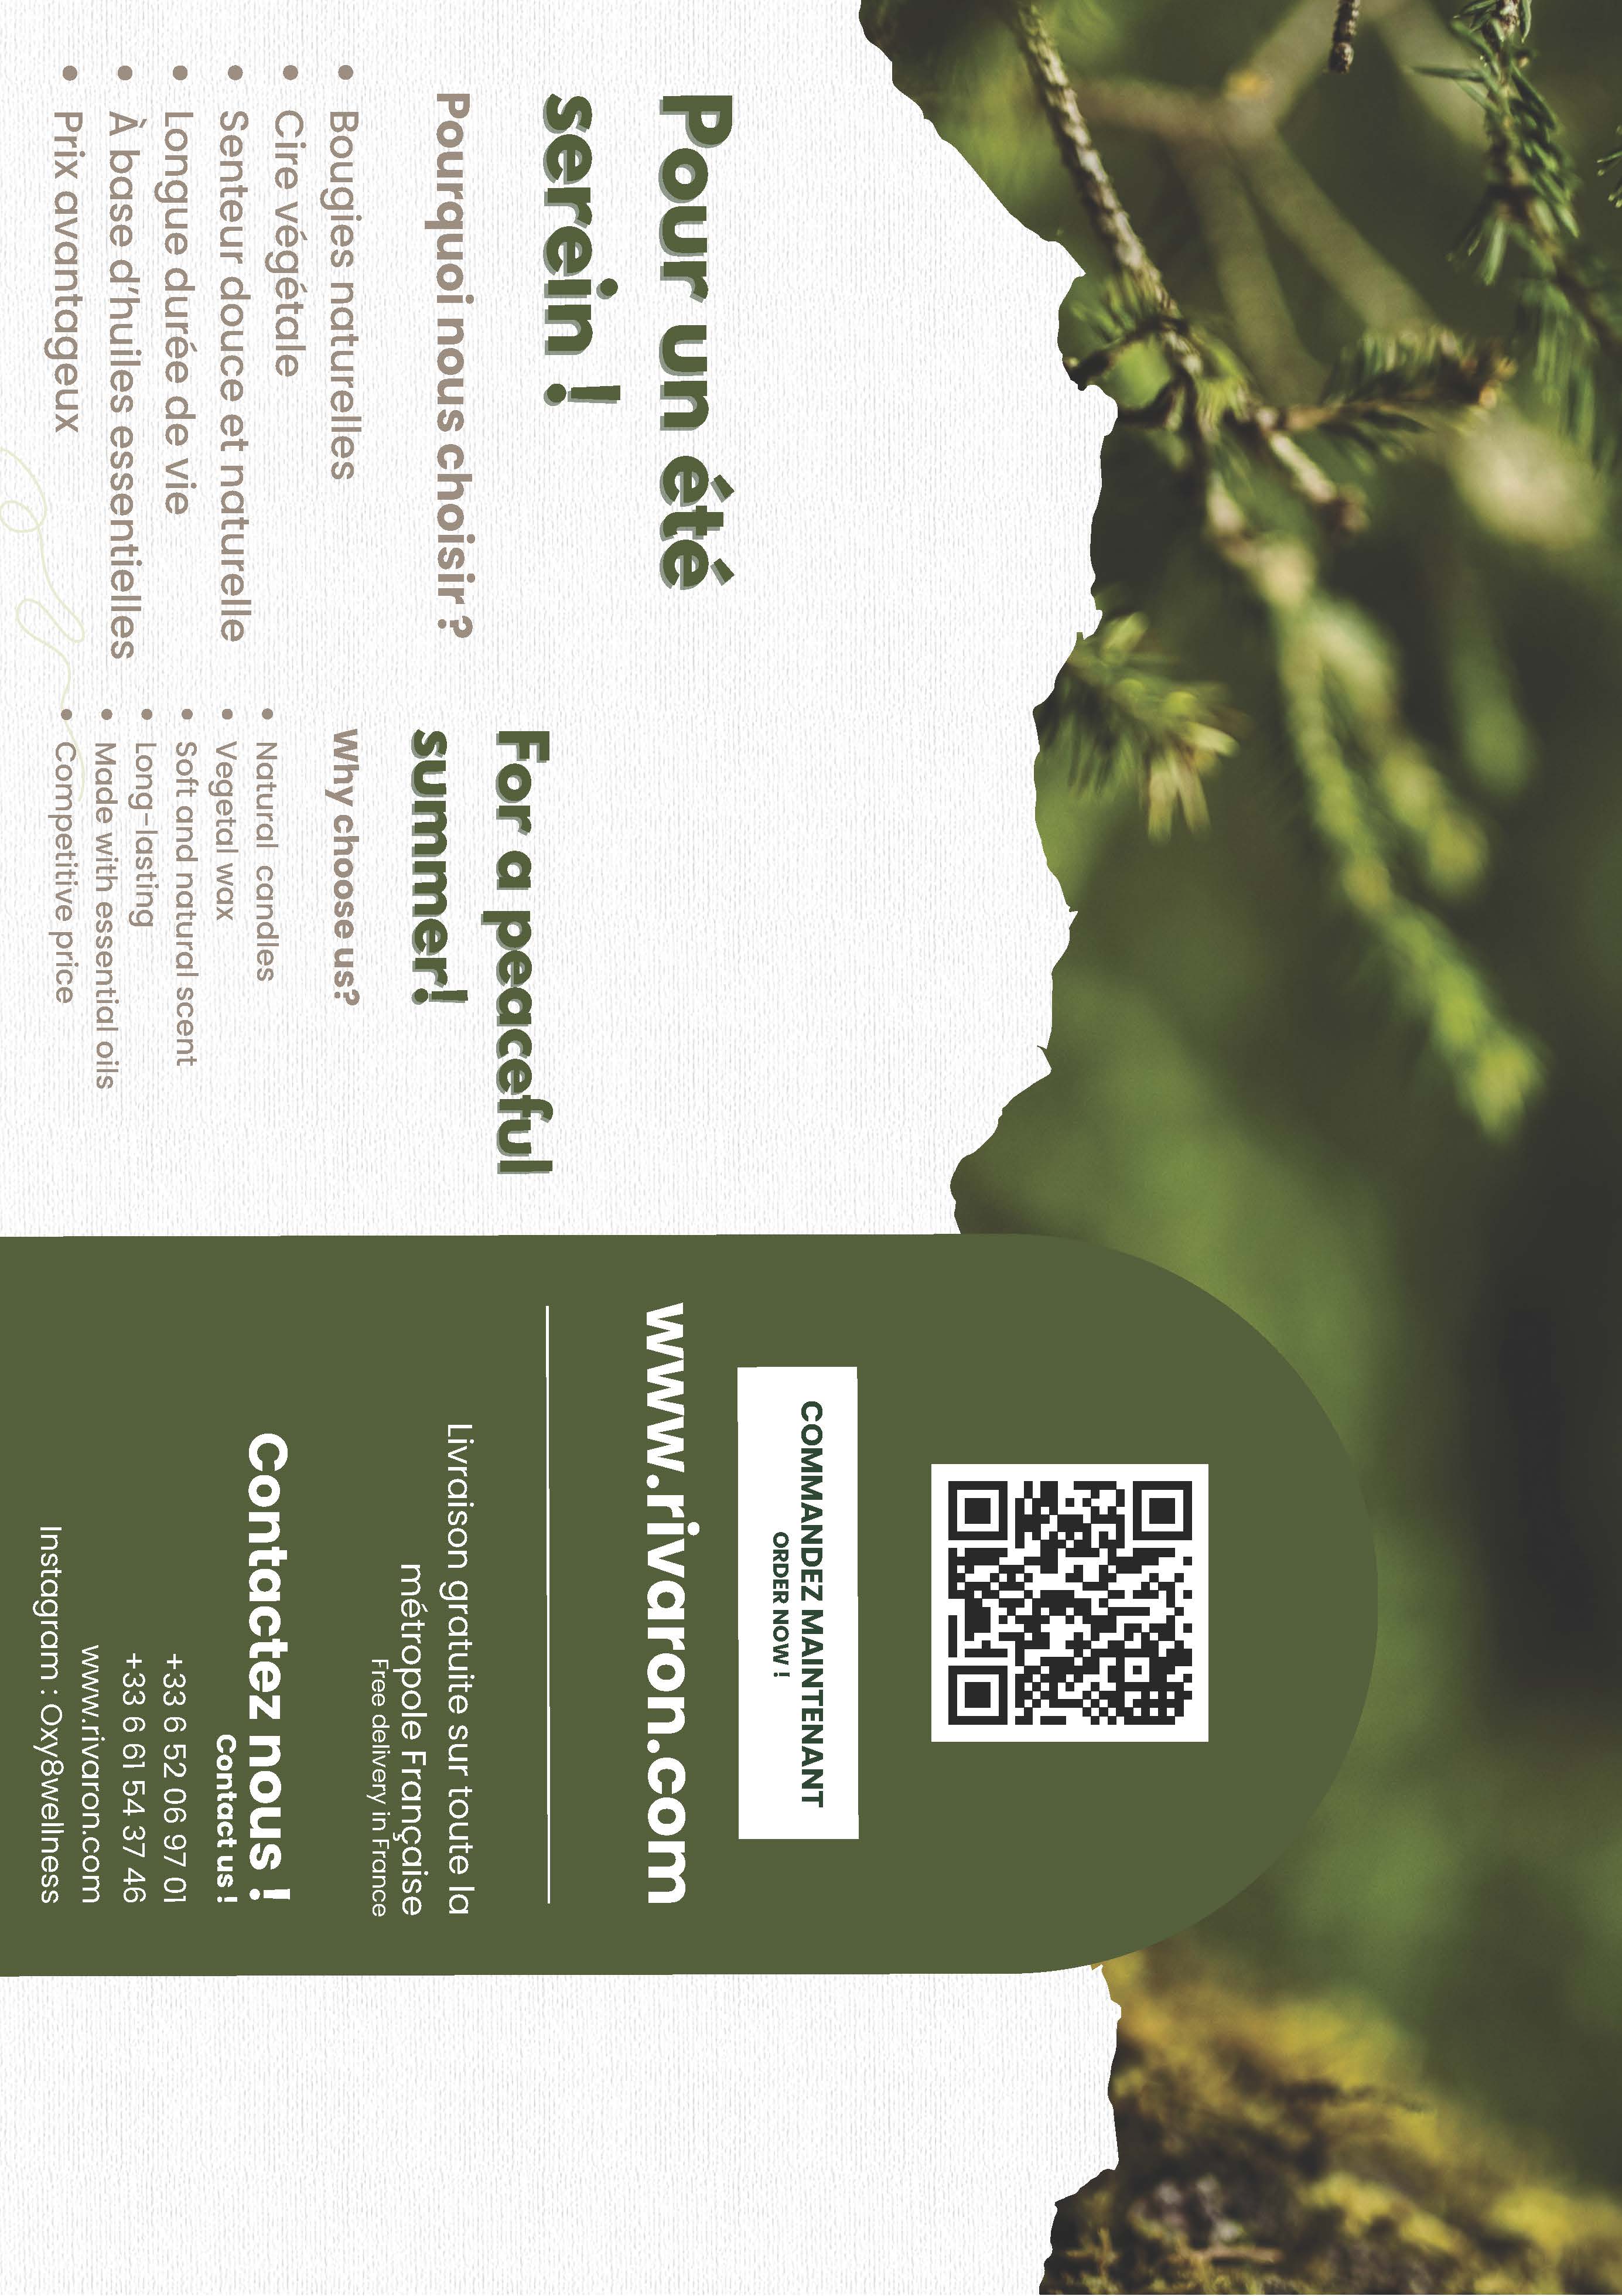 Pour un été
serein !
Pourquoi nous choisir ?
• Bougies naturelles
• Cire végétale
• Senteur douce et naturelle
• Longue durée de vie
• À base d’huiles essentielles
• Prix avantageux
For a peaceful
summer!
Why choose us?
• Natural candles
• Vegetal wax
• Soft and natural scent
• Long-lasting
• Made with essential oils
• Competitive price
COMMANDEZ MAINTENANT
ORDER NOW !
www.rivaron.com
Livraison gratuite sur toute la
métropole Française
Free delivery in France
Contactez nous !
Contact us !
+33 6 52 06 97 01
+33 6 61 54 37 46
www.rivaron.com
Instagram : Oxy8wellness